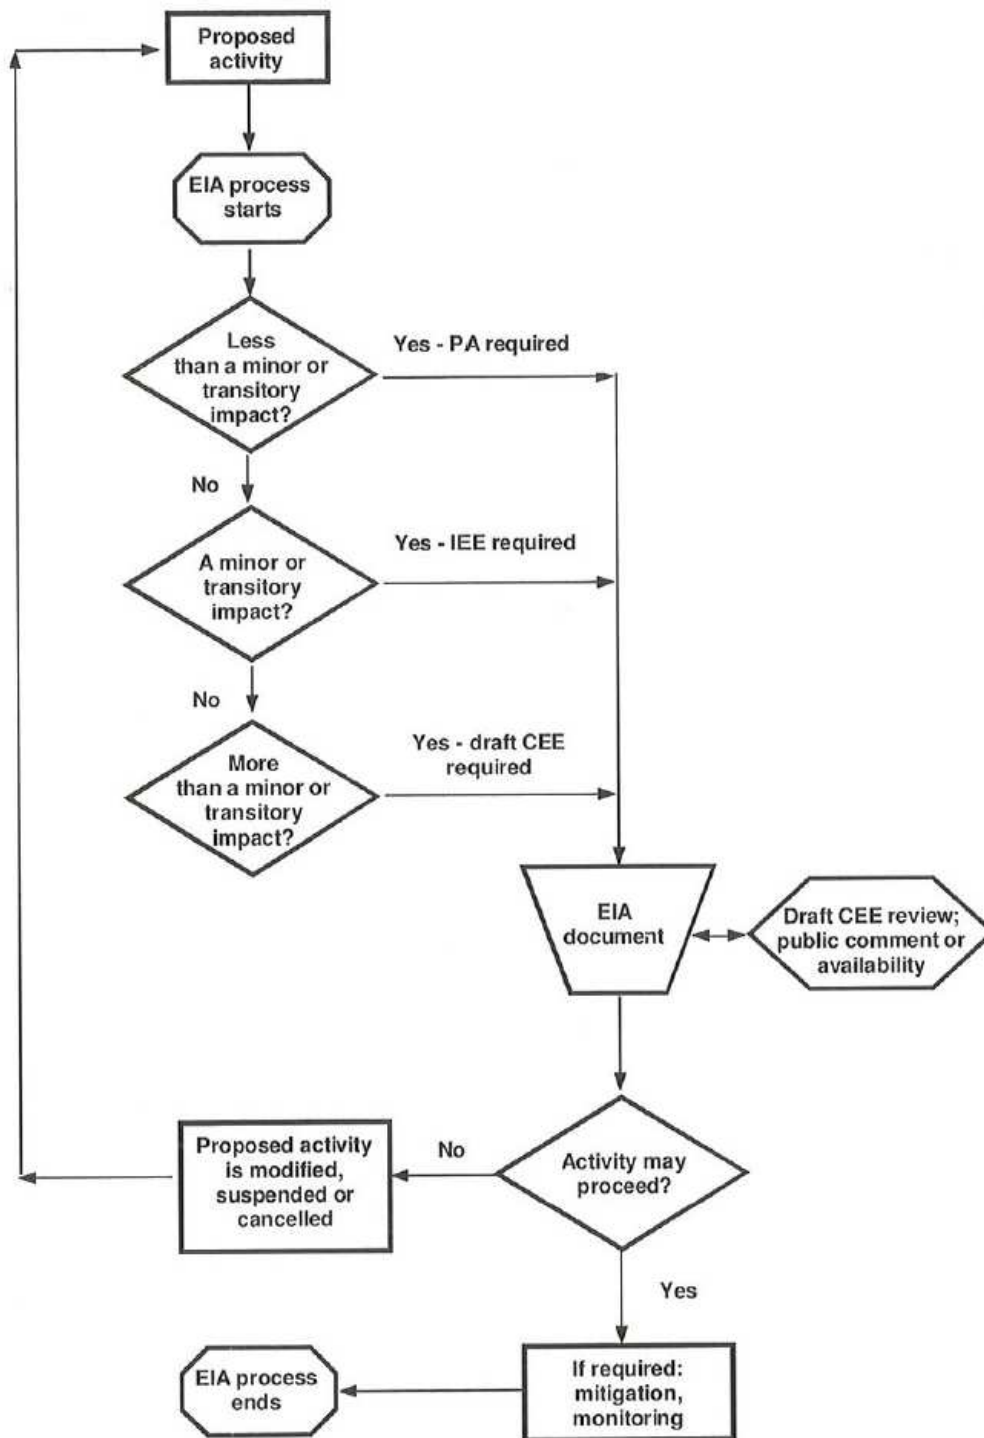 Proposed
activity
EIA process
starts
Less
than a minor or
transitory
impact?
Yes - PA required
No
A minor or
transitory
impact?
Yes - IEE required
No
More
than a minor or
transitory
impact?
Yes - draft CEE
required
EIA
document
Draft CEE review;
public comment or
availability
Activity may
proceed?
No
Proposed activity
is modified,
suspended or
cancelled
Yes
If required:
mitigation,
monitoring
EIA process
ends